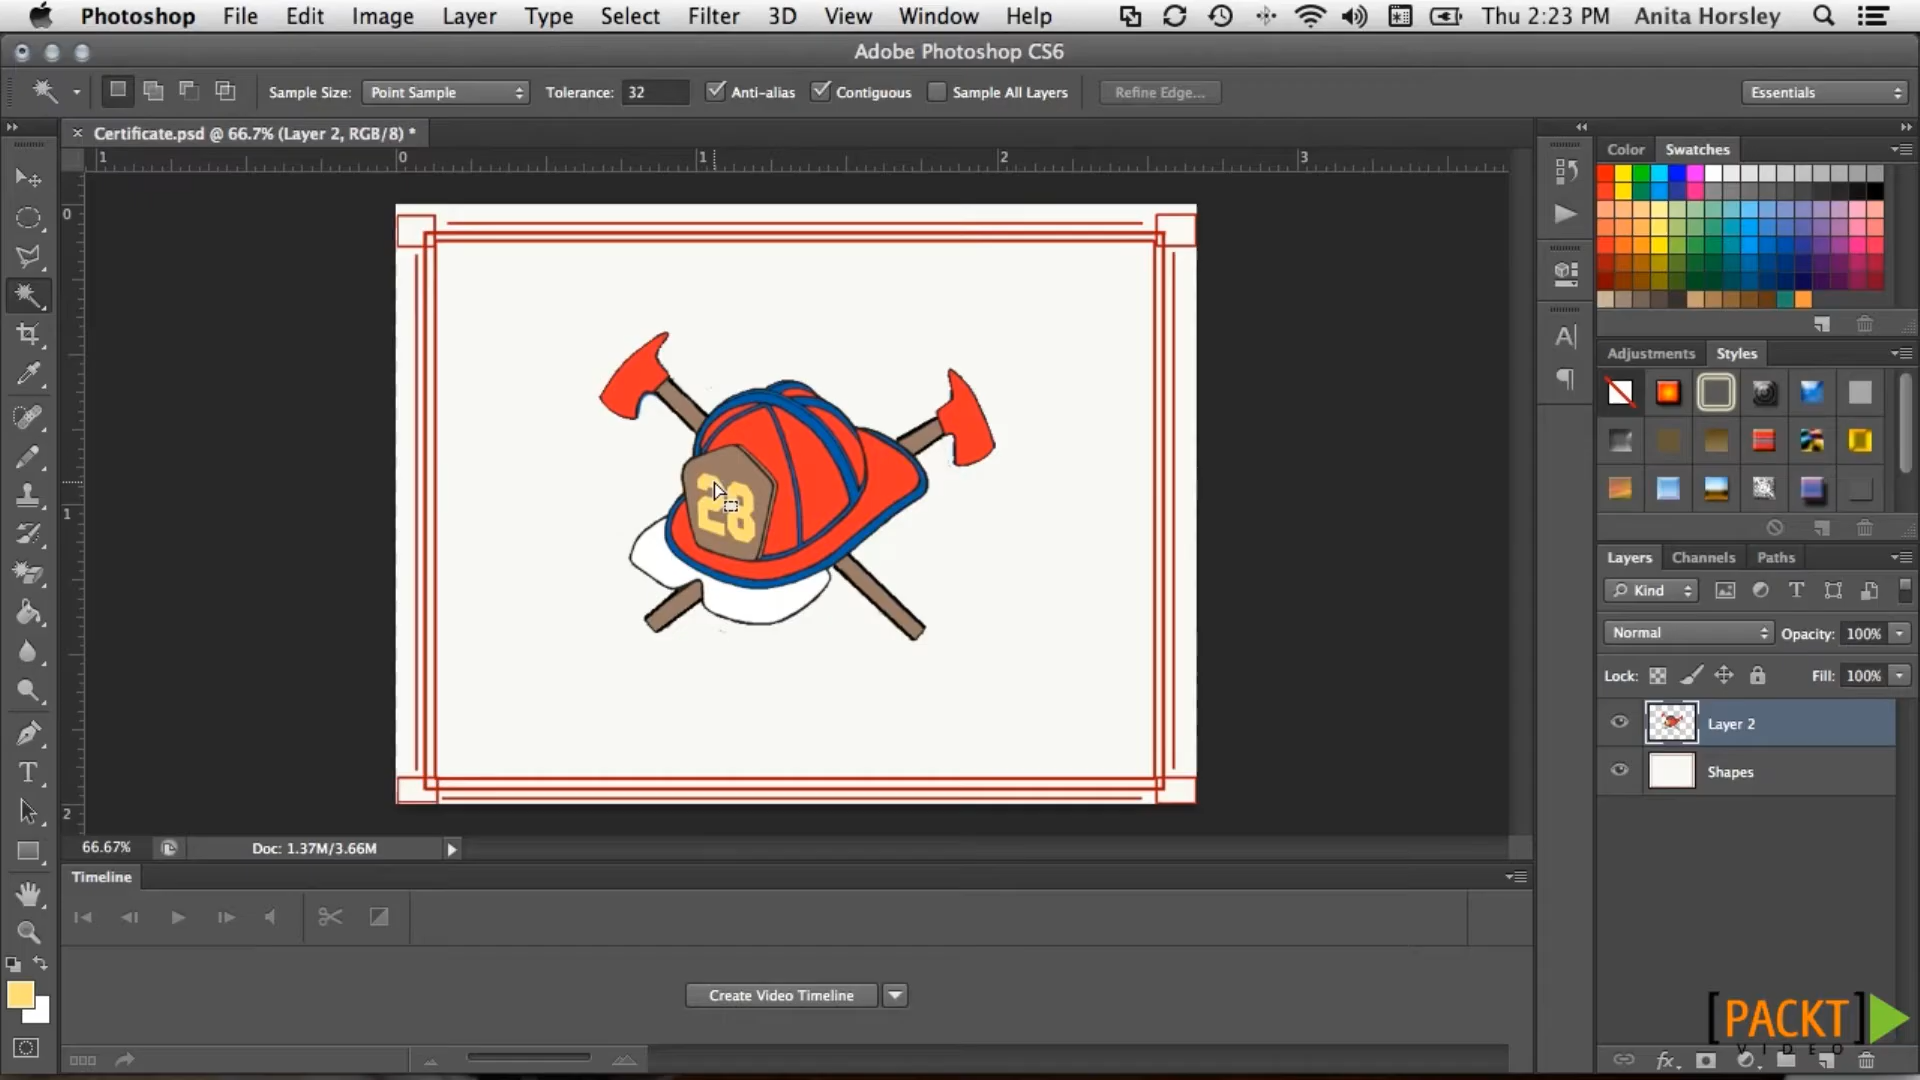 Photoshop File Edit Image Layer Type Select Filter 3D View Window Help Thu 2:23 PM Anita Horsley
Adobe Photoshop CS6
Sample Size: Point Sample Tolerance: 32 Anti-alias Contiguous Sample All Layers Refine Edge... Essentials
Certificate.psd @ 66.7% (Layer 2, RGB/8) *
Color Swatches
1 0 1 2 3
0
1
2
28
Adjustments Styles
Layers Channels Paths
Kind
Normal Opacity: 100%
Lock: Fill: 100%
Layer 2
Shapes
66.67% Doc: 1.37M/3.66M
Timeline
Create Video Timeline
[PACKT]
VIDEO